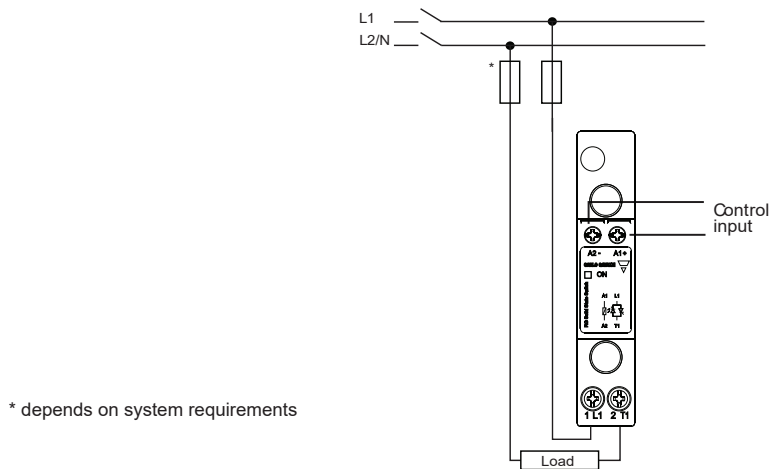 L1
L2/N
*
Control
input
A2 - A1+
ON
A1 L1
A2 T1
1 L1 2 T1
Load
* depends on system requirements